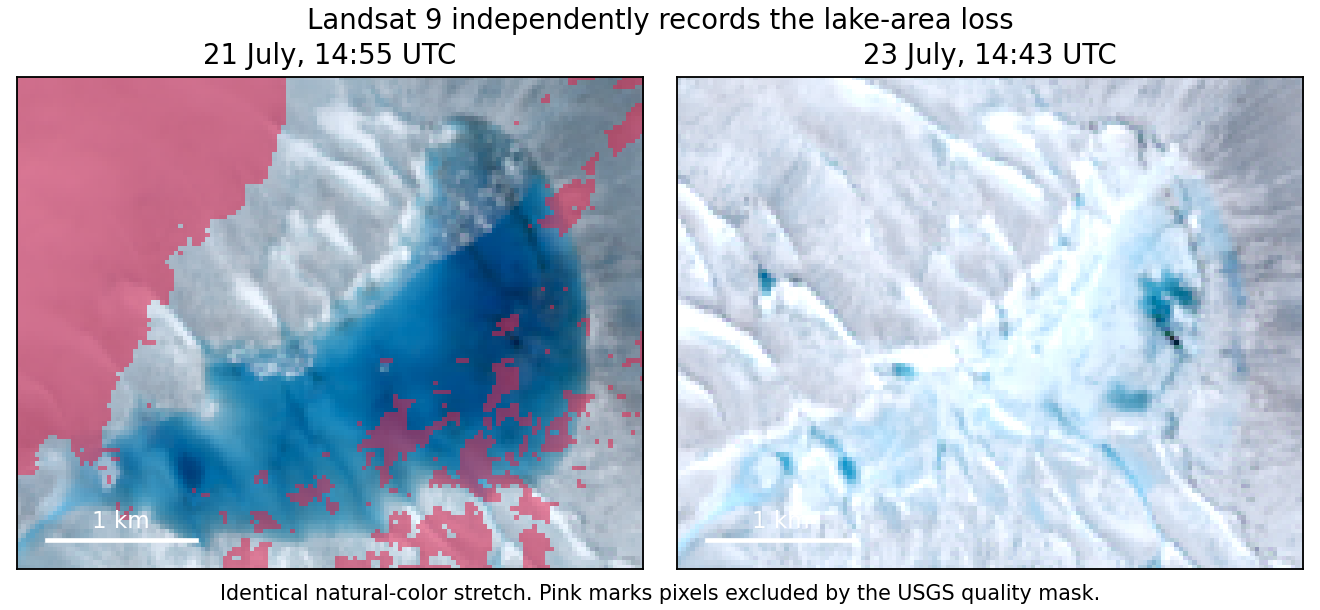 Landsat 9 independently records the lake-area loss
21 July, 14:55 UTC
23 July, 14:43 UTC
1 km
1 km
Identical natural-color stretch. Pink marks pixels excluded by the USGS quality mask.